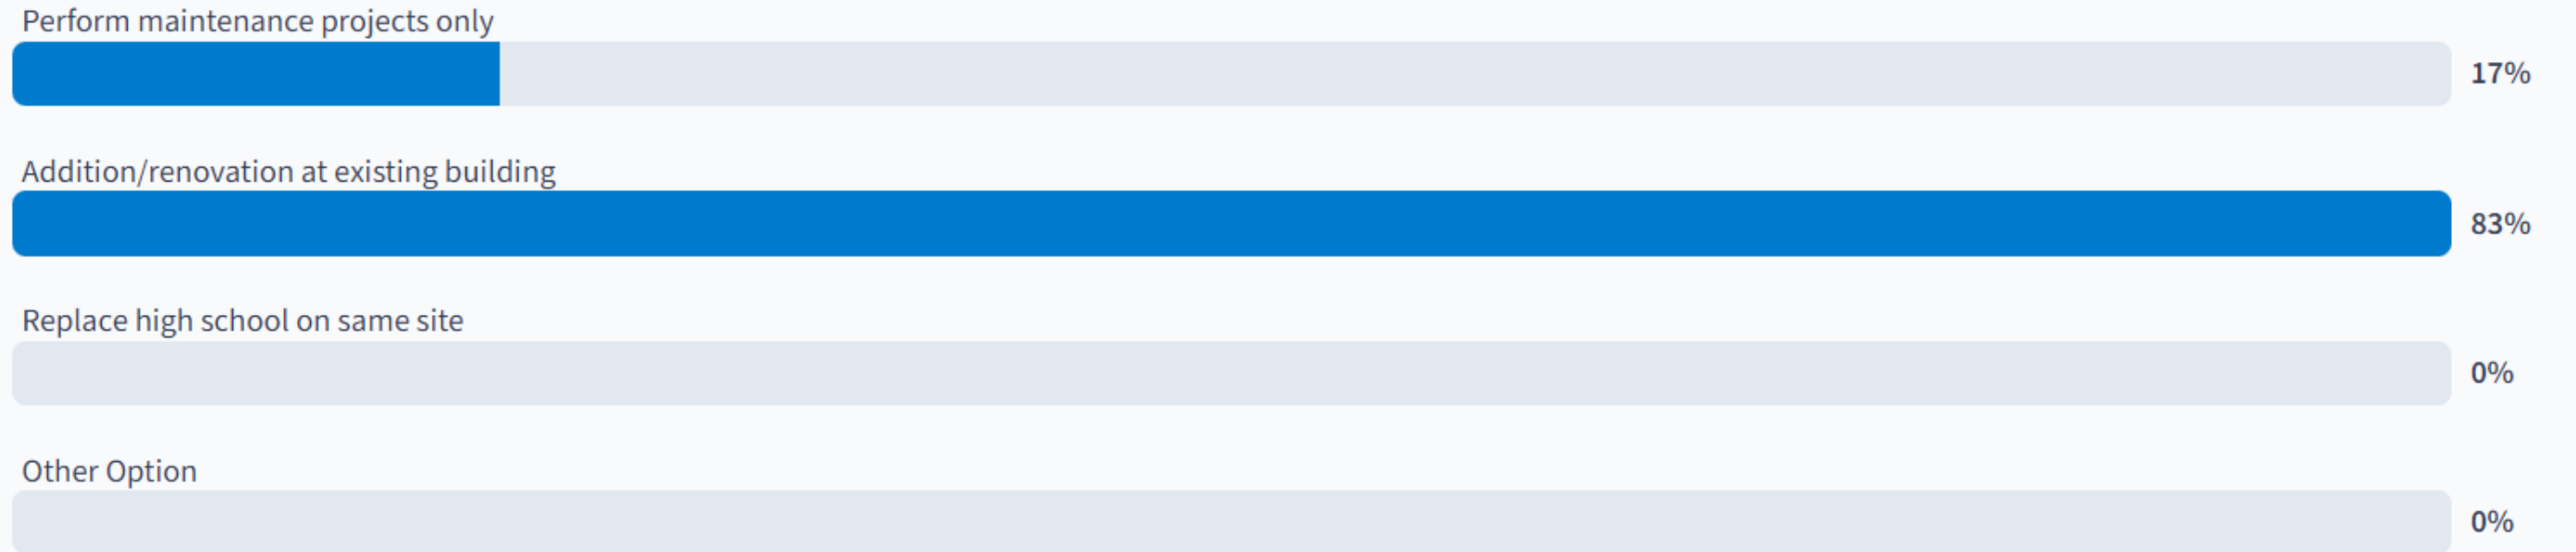 Perform maintenance projects only
17%
Addition/renovation at existing building
83%
Replace high school on same site
0%
Other Option
0%